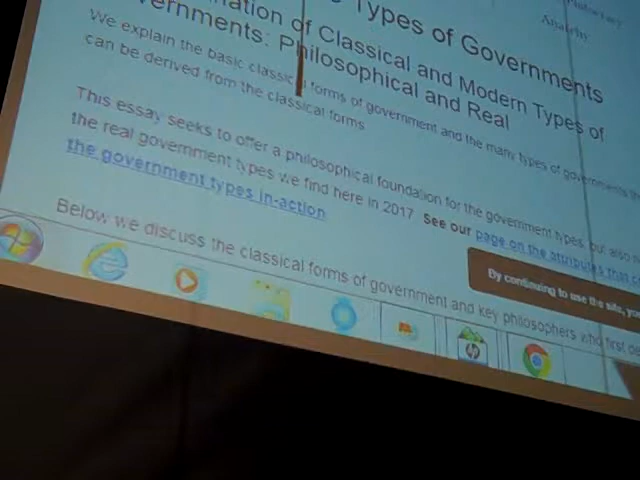 Anarchy
Types of Governments
of Classical and Modern Types of
Governments: Philosophical and Real
We explain the basic classical forms of government and the many types of governments
can be derived from the classical forms
This essay seeks to offer a philosophical foundation for the government types, but also
the real government types we find here in 2017. See our page on the attributes that
the government types in-action
By continuing to use the site, you
Below we discuss the classical forms of government and key philosophers who first